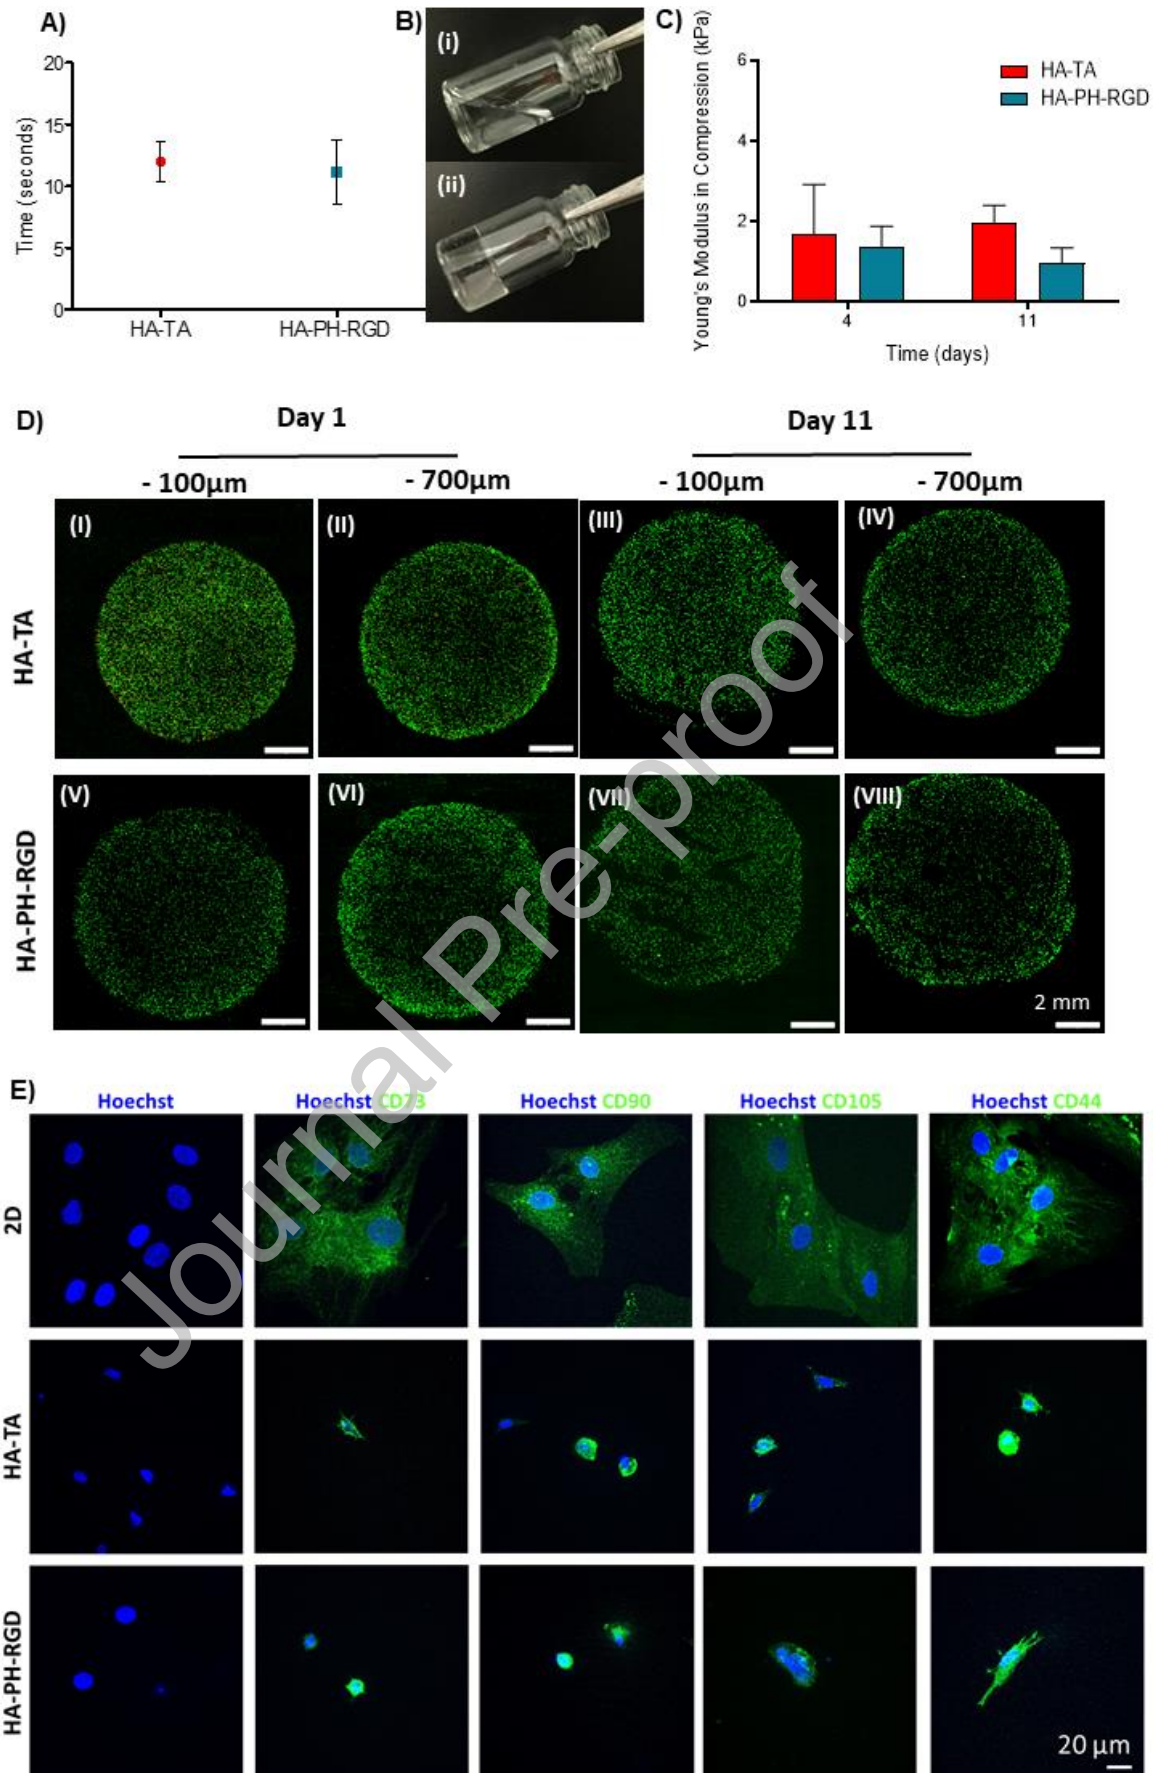 A)
20
15
10
5
0
Time (seconds)
HA-TA
HA-PH-RGD
B)
(i)
(ii)
C)
Young's Modulus in Compression (kPa)
6
4
2
0
HA-TA
HA-PH-RGD
4
11
Time (days)
D)
Day 1
Day 11
- 100μm
- 700μm
- 100μm
- 700μm
HA-TA
(I)
(II)
(III)
(IV)
HA-PH-RGD
(V)
(VI)
(VII)
(VIII)
2 mm
Journal Pre-proof
E)
Hoechst
Hoechst CD73
Hoechst CD90
Hoechst CD105
Hoechst CD44
2D
HA-TA
HA-PH-RGD
20 μm